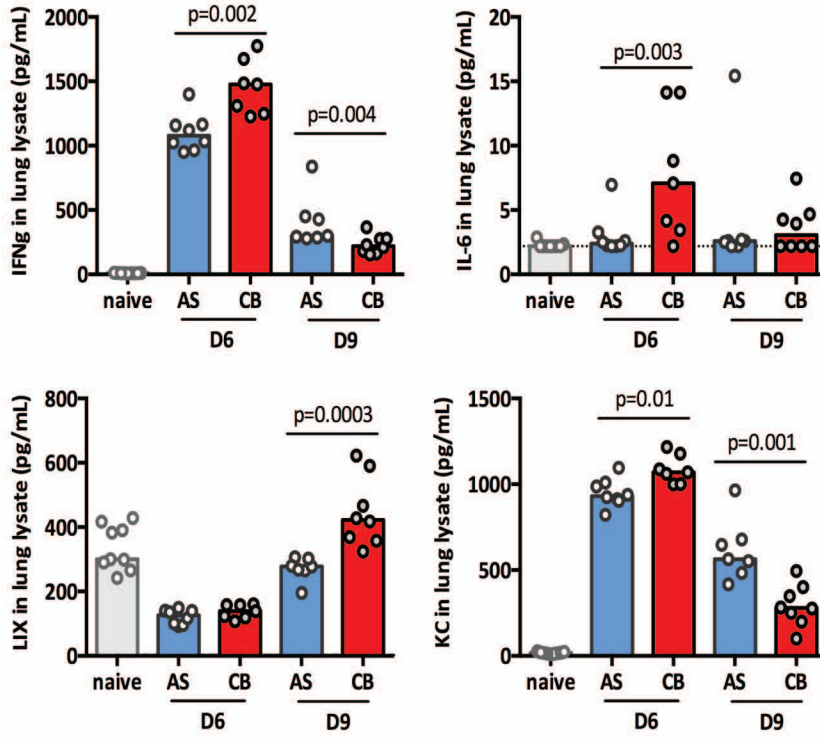 IFNg in lung lysate (pg/mL)
2000
1500
1000
500
0
p=0.002
p=0.004
naive AS CB AS CB
D6 D9
IL-6 in lung lysate (pg/mL)
20
15
10
5
0
p=0.003
naive AS CB AS CB
D6 D9
LIX in lung lysate (pg/mL)
800
600
400
200
0
p=0.0003
naive AS CB AS CB
D6 D9
KC in lung lysate (pg/mL)
1500
1000
500
0
p=0.01
p=0.001
naive AS CB AS CB
D6 D9